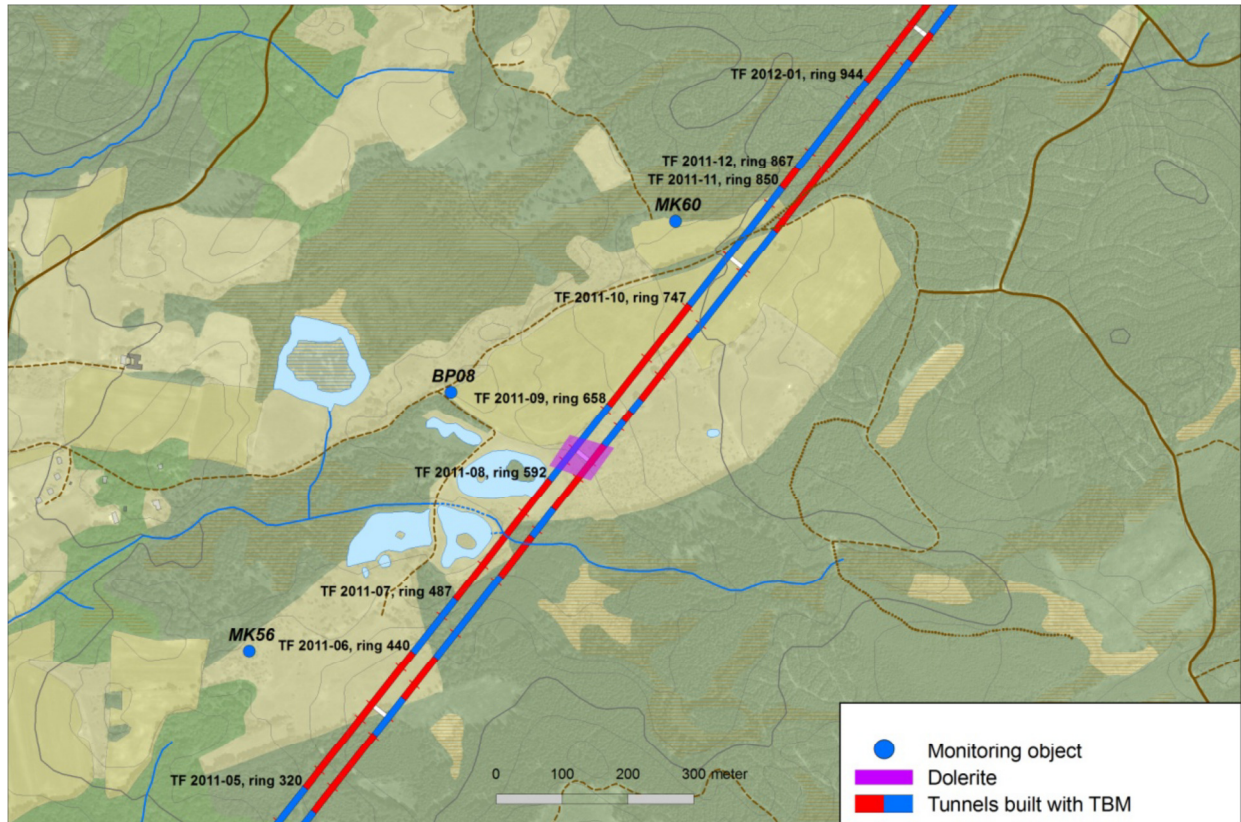 TF 2012-01, ring 944
TF 2011-12, ring 867
TF 2011-11, ring 850
MK60
TF 2011-10, ring 747
BP08
TF 2011-09, ring 658
TF 2011-08, ring 592
TF 2011-07, ring 487
MK56
TF 2011-06, ring 440
TF 2011-05, ring 320
0 100 200 300 meter
Monitoring object
Dolerite
Tunnels built with TBM